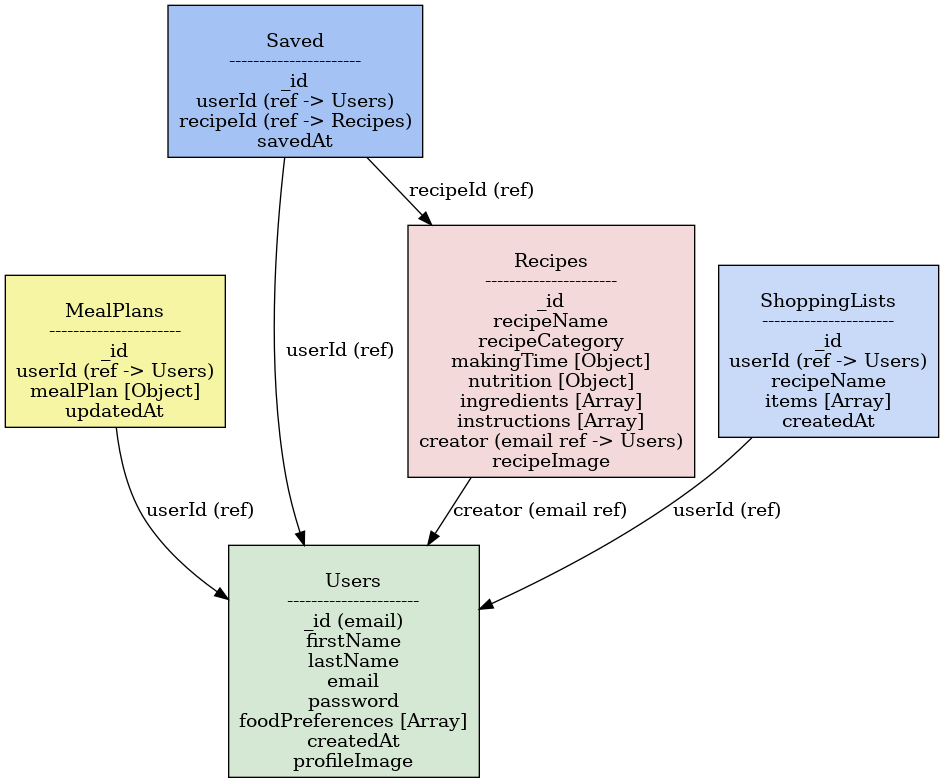 Saved
----------------------
_id
userId (ref -> Users)
recipeId (ref -> Recipes)
savedAt
recipeId (ref)
Recipes
----------------------
_id
recipeName
recipeCategory
makingTime [Object]
nutrition [Object]
ingredients [Array]
instructions [Array]
creator (email ref -> Users)
recipeImage
ShoppingLists
----------------------
_id
userId (ref -> Users)
recipeName
items [Array]
createdAt
MealPlans
----------------------
_id
userId (ref -> Users)
mealPlan [Object]
updatedAt
userId (ref)
userId (ref)
creator (email ref)
userId (ref)
Users
----------------------
_id (email)
firstName
lastName
email
password
foodPreferences [Array]
createdAt
profileImage